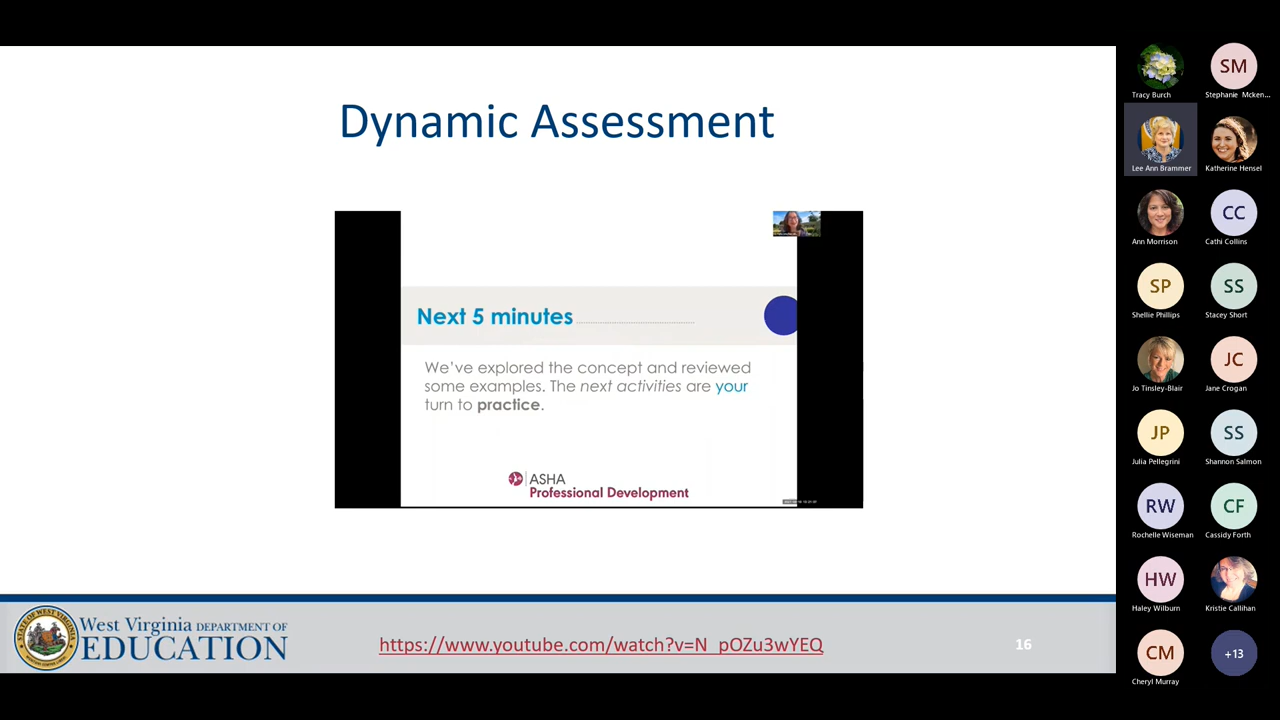 Dynamic Assessment
Next 5 minutes
We've explored the concept and reviewed
some examples. The next activities are your
turn to practice.
ASHA
Professional Development
West Virginia DEPARTMENT OF
EDUCATION
https://www.youtube.com/watch?v=N_pOZu3wYEQ
16
Tracy Burch
SM
Stephanie Mcken...
Lee Ann Brammer
Katherine Hensel
Ann Morrison
CC
Cathi Collins
SP
Shellie Phillips
SS
Stacey Short
Jo Tinsley-Blair
JC
Jane Crogan
JP
Julia Pellegrini
SS
Shannon Salmon
RW
Rochelle Wiseman
CF
Cassidy Forth
HW
Haley Wilburn
Kristie Callihan
CM
Cheryl Murray
+13